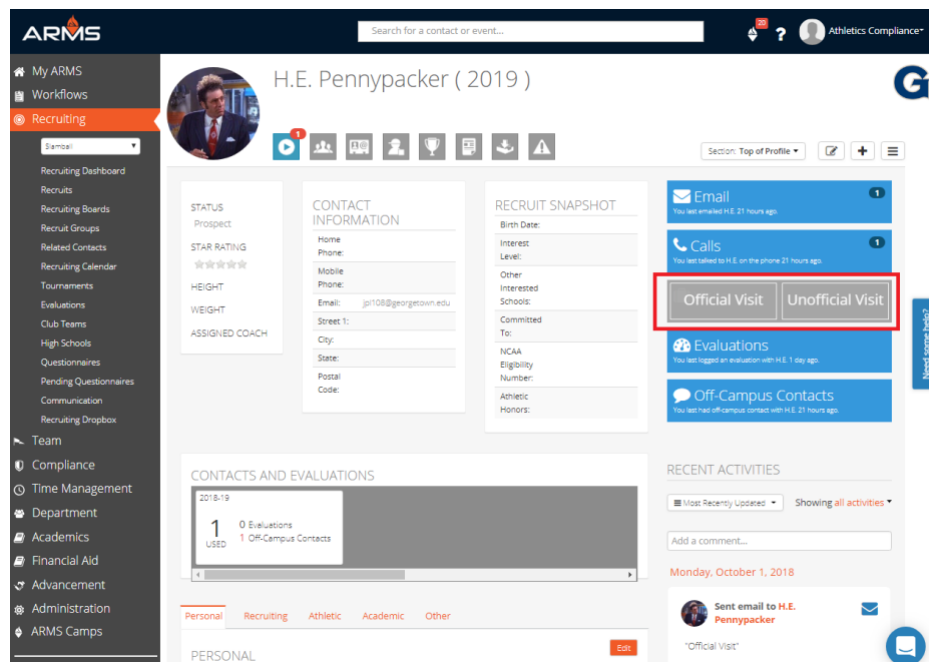 ARMS
Search for a contact or event...
20
?
Athletics Compliance
My ARMS
Workflows
Recruiting
Slamball
Recruiting Dashboard
Recruits
Recruiting Boards
Recruit Groups
Related Contacts
Recruiting Calendar
Tournaments
Evaluations
Club Teams
High Schools
Questionnaires
Pending Questionnaires
Communication
Recruiting Dropbox
Team
Compliance
Time Management
Department
Academics
Financial Aid
Advancement
Administration
ARMS Camps
H.E. Pennypacker ( 2019 )
G
1
Section: Top of Profile
STATUS
Prospect
STAR RATING
HEIGHT
WEIGHT
ASSIGNED COACH
CONTACT
INFORMATION
Home
Phone:
Mobile
Phone:
Email: jpl108@georgetown.edu
Street 1:
City:
State:
Postal
Code:
RECRUIT SNAPSHOT
Birth Date:
Interest
Level:
Other
Interested
Schools:
Committed
To:
NCAA
Eligibility
Number:
Athletic
Honors:
Email 1
You last emailed H.E. 21 hours ago.
Calls 1
You last talked to H.E. on the phone 21 hours ago.
Official Visit
Unofficial Visit
Evaluations
You last logged an evaluation with H.E. 1 day ago.
Off-Campus Contacts
You last had off-campus contact with H.E. 21 hours ago.
Need some help?
CONTACTS AND EVALUATIONS
2018-19
1
USED
0 Evaluations
1 Off-Campus Contacts
Personal Recruiting Athletic Academic Other
PERSONAL
Edit
RECENT ACTIVITIES
Most Recently Updated
Showing all activities
Add a comment...
Monday, October 1, 2018
Sent email to H.E.
Pennypacker
"Official Visit"